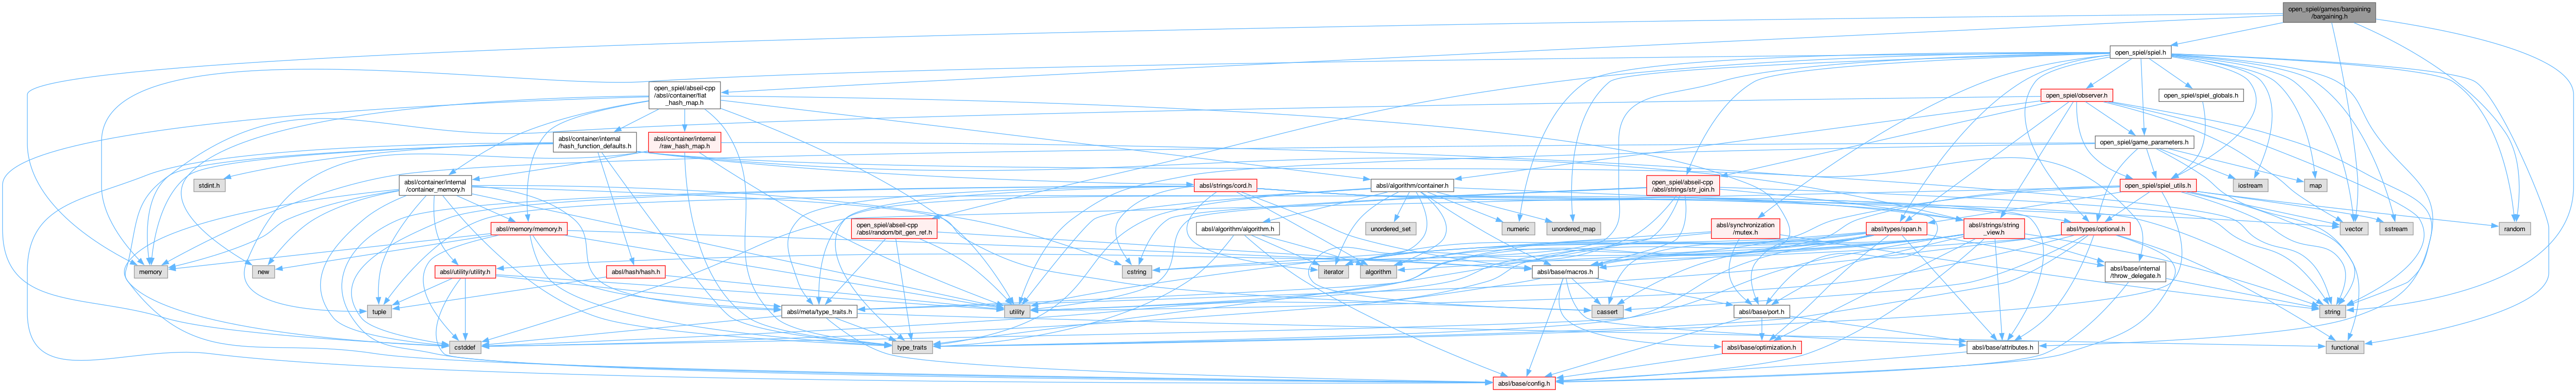 open_spiel/games/bargaining
/bargaining.h
open_spiel/spiel.h
open_spiel/abseil-cpp
/absl/container/flat
_hash_map.h
open_spiel/observer.h
open_spiel/spiel_globals.h
absl/container/internal
/hash_function_defaults.h
absl/container/internal
/raw_hash_map.h
open_spiel/game_parameters.h
stdint.h
absl/container/internal
/container_memory.h
absl/strings/cord.h
absl/algorithm/container.h
open_spiel/abseil-cpp
/absl/strings/str_join.h
open_spiel/spiel_utils.h
iostream
map
open_spiel/abseil-cpp
/absl/random/bit_gen_ref.h
unordered_set
numeric
unordered_map
vector
sstream
random
absl/memory/memory.h
absl/algorithm/algorithm.h
absl/synchronization
/mutex.h
absl/types/span.h
absl/strings/string
_view.h
absl/types/optional.h
memory
new
absl/utility/utility.h
absl/hash/hash.h
cstring
iterator
algorithm
absl/base/macros.h
absl/base/internal
/throw_delegate.h
tuple
absl/meta/type_traits.h
utility
cassert
absl/base/port.h
string
cstddef
type_traits
absl/base/optimization.h
absl/base/attributes.h
functional
absl/base/config.h